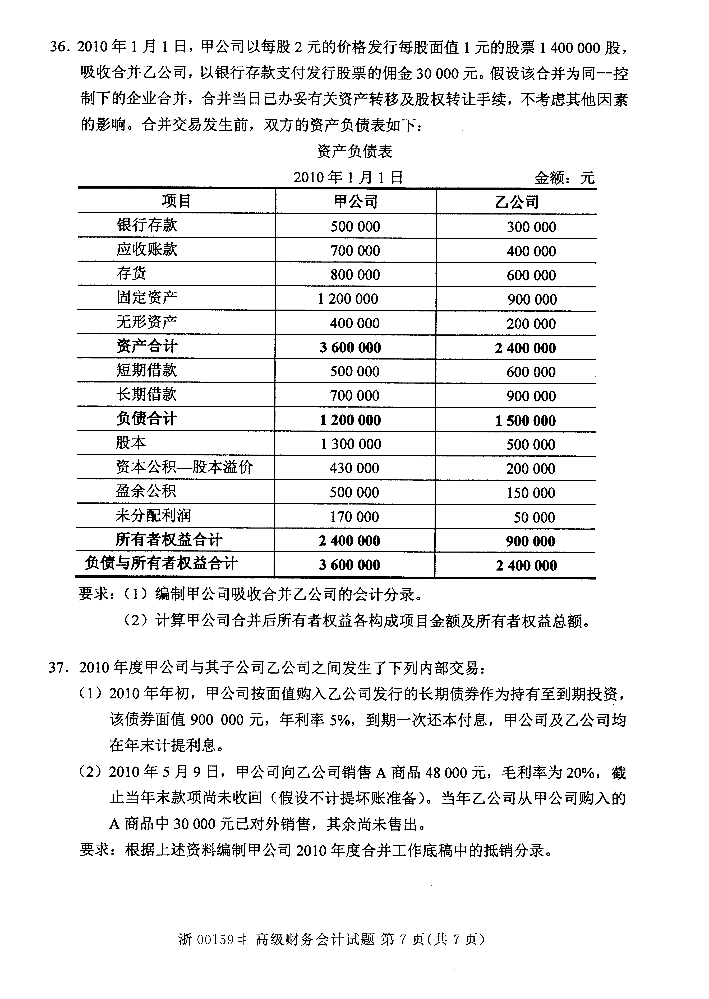 36. 2010年1月1日，甲公司以每股2元的价格发行每股面值1元的股票1 400 000股，
吸收合并乙公司，以银行存款支付发行股票的佣金30 000元。假设该合并为同一控
制下的企业合并，合并当日已办妥有关资产转移及股权转让手续，不考虑其他因素
的影响。合并交易发生前，双方的资产负债表如下：
资产负债表
2010年1月1日 金额：元
项目 甲公司 乙公司
银行存款 500 000 300 000
应收账款 700 000 400 000
存货 800 000 600 000
固定资产 1 200 000 900 000
无形资产 400 000 200 000
资产合计 3 600 000 2 400 000
短期借款 500 000 600 000
长期借款 700 000 900 000
负债合计 1 200 000 1 500 000
股本 1 300 000 500 000
资本公积—股本溢价 430 000 200 000
盈余公积 500 000 150 000
未分配利润 170 000 50 000
所有者权益合计 2 400 000 900 000
负债与所有者权益合计 3 600 000 2 400 000
要求：（1）编制甲公司吸收合并乙公司的会计分录。
（2）计算甲公司合并后所有者权益各构成项目金额及所有者权益总额。
37. 2010年度甲公司与其子公司乙公司之间发生了下列内部交易：
（1）2010年年初，甲公司按面值购入乙公司发行的长期债券作为持有至到期投资，
该债券面值900 000元，年利率5%，到期一次还本付息，甲公司及乙公司均
在年末计提利息。
（2）2010年5月9日，甲公司向乙公司销售A商品48 000元，毛利率为20%，截
止当年末款项尚未收回（假设不计提坏账准备）。当年乙公司从甲公司购入的
A商品中30 000元已对外销售，其余尚未售出。
要求：根据上述资料编制甲公司2010年度合并工作底稿中的抵销分录。
浙00159# 高级财务会计试题 第7页(共7页)